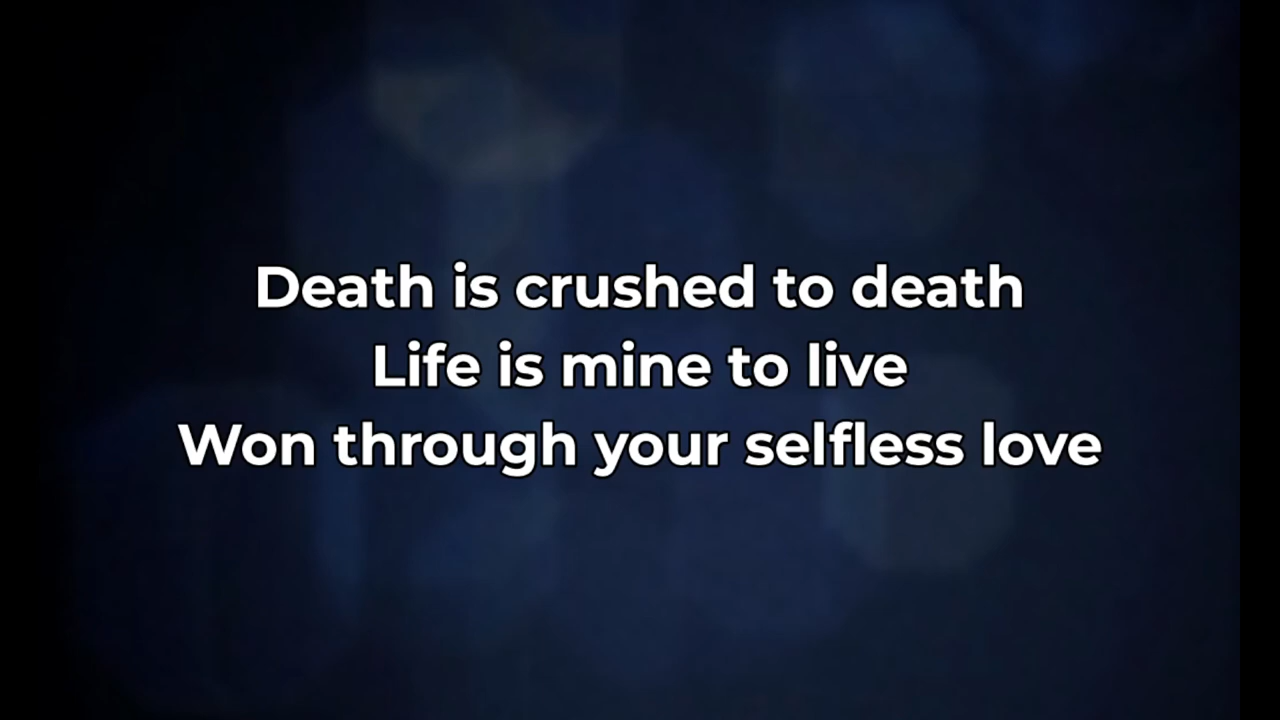 Death is crushed to death
Life is mine to live
Won through your selfless love